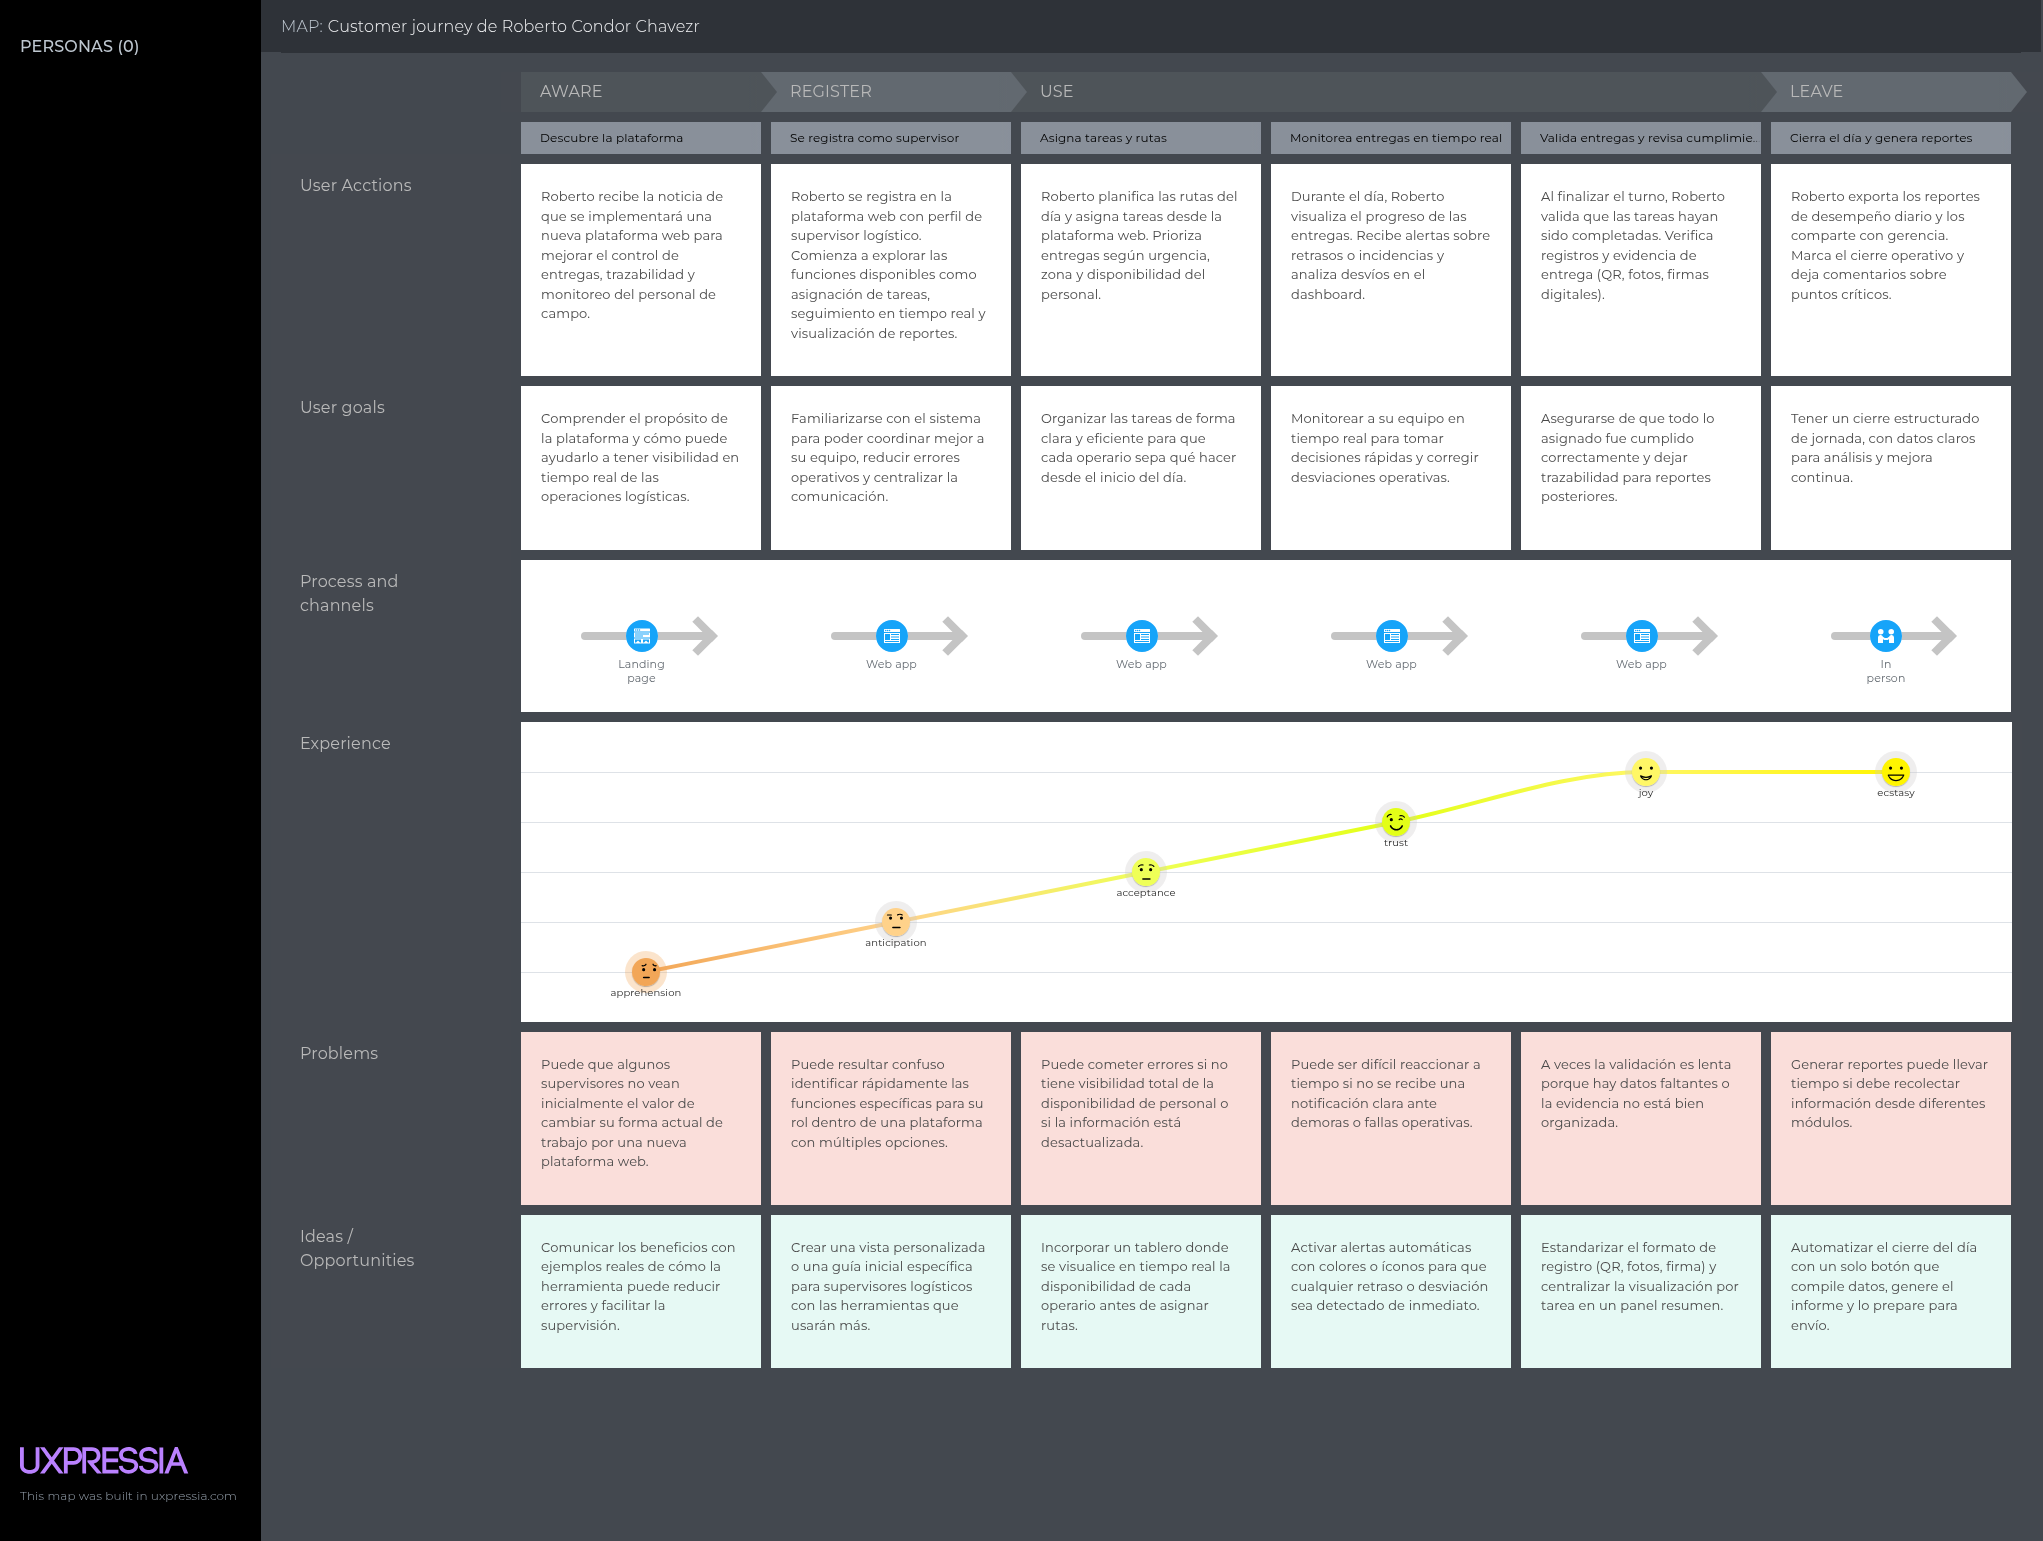 PERSONAS (0)
MAP: Customer journey de Roberto Condor Chavezr
AWARE
REGISTER
USE
LEAVE
Descubre la plataforma
Se registra como supervisor
Asigna tareas y rutas
Monitorea entregas en tiempo real
Valida entregas y revisa cumplimie...
Cierra el día y genera reportes
User Acctions
Roberto recibe la noticia de
que se implementará una
nueva plataforma web para
mejorar el control de
entregas, trazabilidad y
monitoreo del personal de
campo.
Roberto se registra en la
plataforma web con perfil de
supervisor logístico.
Comienza a explorar las
funciones disponibles como
asignación de tareas,
seguimiento en tiempo real y
visualización de reportes.
Roberto planifica las rutas del
día y asigna tareas desde la
plataforma web. Prioriza
entregas según urgencia,
zona y disponibilidad del
personal.
Durante el día, Roberto
visualiza el progreso de las
entregas. Recibe alertas sobre
retrasos o incidencias y
analiza desvíos en el
dashboard.
Al finalizar el turno, Roberto
valida que las tareas hayan
sido completadas. Verifica
registros y evidencia de
entrega (QR, fotos, firmas
digitales).
Roberto exporta los reportes
de desempeño diario y los
comparte con gerencia.
Marca el cierre operativo y
deja comentarios sobre
puntos críticos.
User goals
Comprender el propósito de
la plataforma y cómo puede
ayudarlo a tener visibilidad en
tiempo real de las
operaciones logísticas.
Familiarizarse con el sistema
para poder coordinar mejor a
su equipo, reducir errores
operativos y centralizar la
comunicación.
Organizar las tareas de forma
clara y eficiente para que
cada operario sepa qué hacer
desde el inicio del día.
Monitorear a su equipo en
tiempo real para tomar
decisiones rápidas y corregir
desviaciones operativas.
Asegurarse de que todo lo
asignado fue cumplido
correctamente y dejar
trazabilidad para reportes
posteriores.
Tener un cierre estructurado
de jornada, con datos claros
para análisis y mejora
continua.
Process and
channels
Landing
page
Web app
Web app
Web app
Web app
In
person
Experience
apprehension
anticipation
acceptance
trust
joy
ecstasy
Problems
Puede que algunos
supervisores no vean
inicialmente el valor de
cambiar su forma actual de
trabajo por una nueva
plataforma web.
Puede resultar confuso
identificar rápidamente las
funciones específicas para su
rol dentro de una plataforma
con múltiples opciones.
Puede cometer errores si no
tiene visibilidad total de la
disponibilidad de personal o
si la información está
desactualizada.
Puede ser difícil reaccionar a
tiempo si no se recibe una
notificación clara ante
demoras o fallas operativas.
A veces la validación es lenta
porque hay datos faltantes o
la evidencia no está bien
organizada.
Generar reportes puede llevar
tiempo si debe recolectar
información desde diferentes
módulos.
Ideas /
Opportunities
Comunicar los beneficios con
ejemplos reales de cómo la
herramienta puede reducir
errores y facilitar la
supervisión.
Crear una vista personalizada
o una guía inicial específica
para supervisores logísticos
con las herramientas que
usarán más.
Incorporar un tablero donde
se visualice en tiempo real la
disponibilidad de cada
operario antes de asignar
rutas.
Activar alertas automáticas
con colores o íconos para que
cualquier retraso o desviación
sea detectado de inmediato.
Estandarizar el formato de
registro (QR, fotos, firma) y
centralizar la visualización por
tarea en un panel resumen.
Automatizar el cierre del día
con un solo botón que
compile datos, genere el
informe y lo prepare para
envío.
UXPRESSIA
This map was built in uxpressia.com